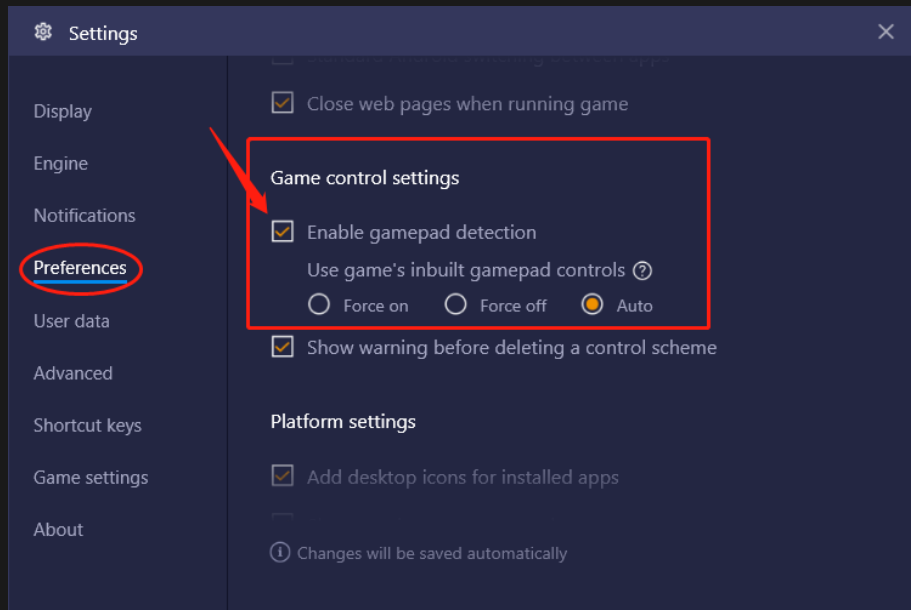 Settings
Display
Engine
Notifications
Preferences
User data
Advanced
Shortcut keys
Game settings
About
Close web pages when running game
Game control settings
Enable gamepad detection
Use game's inbuilt gamepad controls
Force on Force off Auto
Show warning before deleting a control scheme
Platform settings
Add desktop icons for installed apps
Changes will be saved automatically